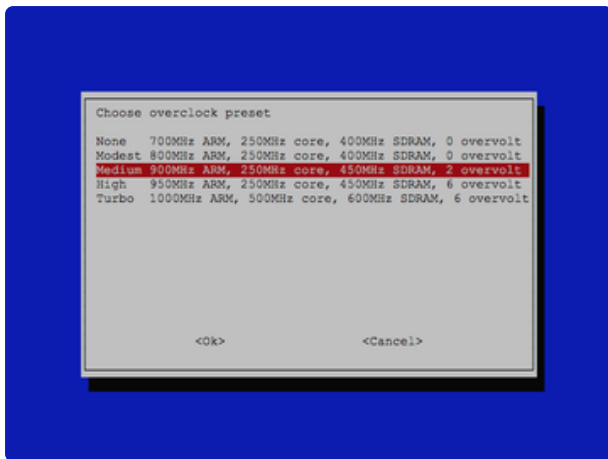 Choose overclock preset
None 700MHz ARM, 250MHz core, 400MHz SDRAM, 0 overvolt
Modest 800MHz ARM, 250MHz core, 400MHz SDRAM, 0 overvolt
Medium 900MHz ARM, 250MHz core, 450MHz SDRAM, 2 overvolt
High 950MHz ARM, 250MHz core, 450MHz SDRAM, 6 overvolt
Turbo 1000MHz ARM, 500MHz core, 600MHz SDRAM, 6 overvolt
<Ok> <Cancel>